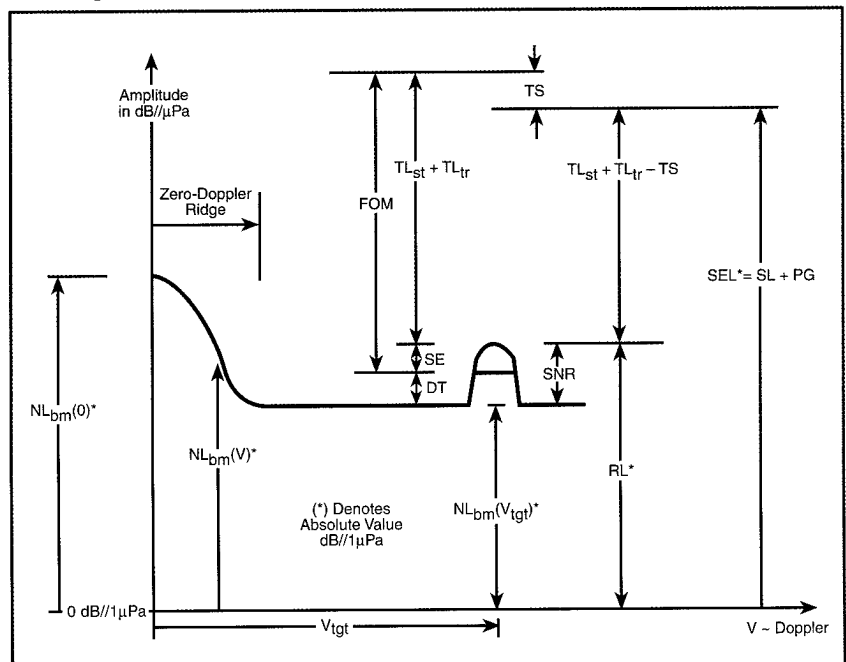 Amplitude
in dB//μPa
TS
Zero-Doppler
Ridge
FOM
TLst + TLtr
TLst + TLtr – TS
SEL* = SL + PG
SE
DT
SNR
NLbm(0)*
NLbm(V)*
(*) Denotes
Absolute Value
dB//1μPa
NLbm(Vtgt)*
RL*
0 dB//1μPa
Vtgt
V ~ Doppler